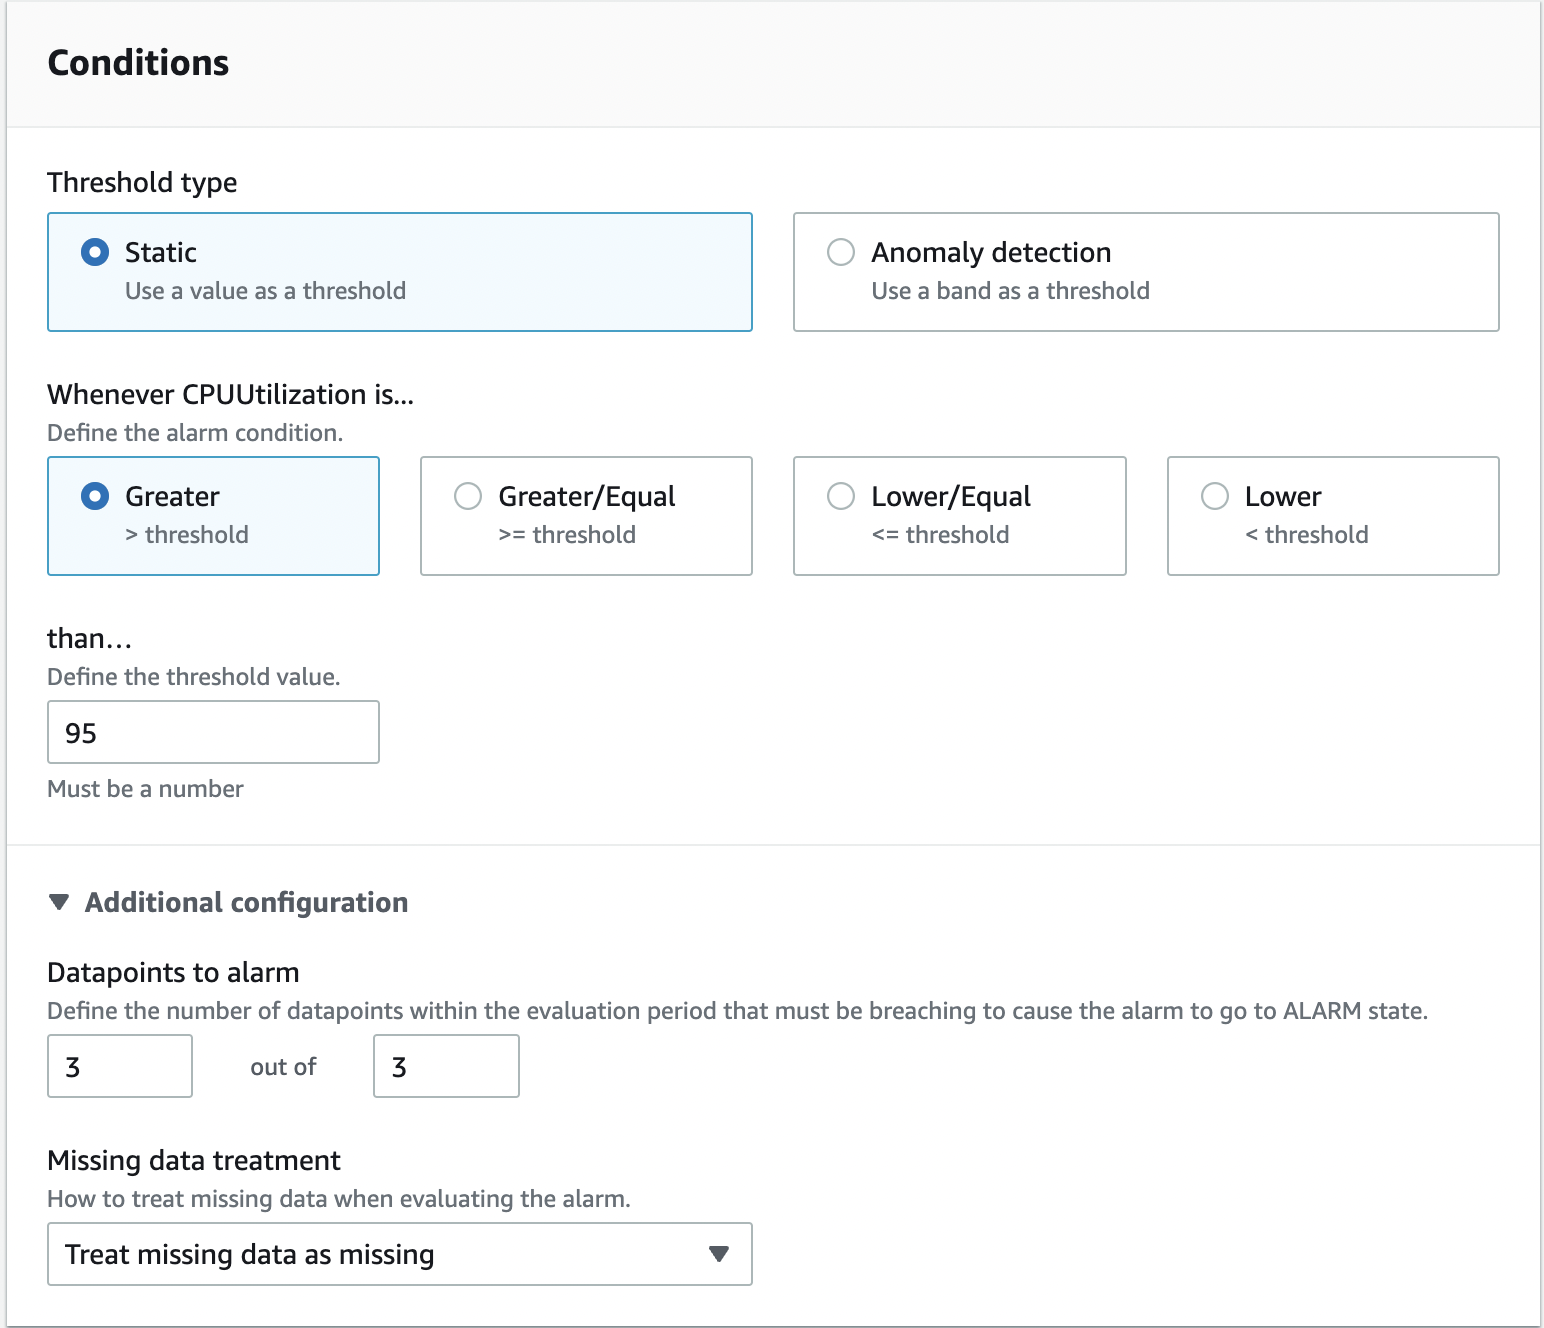 Conditions
Threshold type
Static
Use a value as a threshold
Anomaly detection
Use a band as a threshold
Whenever CPUUtilization is...
Define the alarm condition.
Greater
> threshold
Greater/Equal
>= threshold
Lower/Equal
<= threshold
Lower
< threshold
than…
Define the threshold value.
95
Must be a number
Additional configuration
Datapoints to alarm
Define the number of datapoints within the evaluation period that must be breaching to cause the alarm to go to ALARM state.
3 out of 3
Missing data treatment
How to treat missing data when evaluating the alarm.
Treat missing data as missing